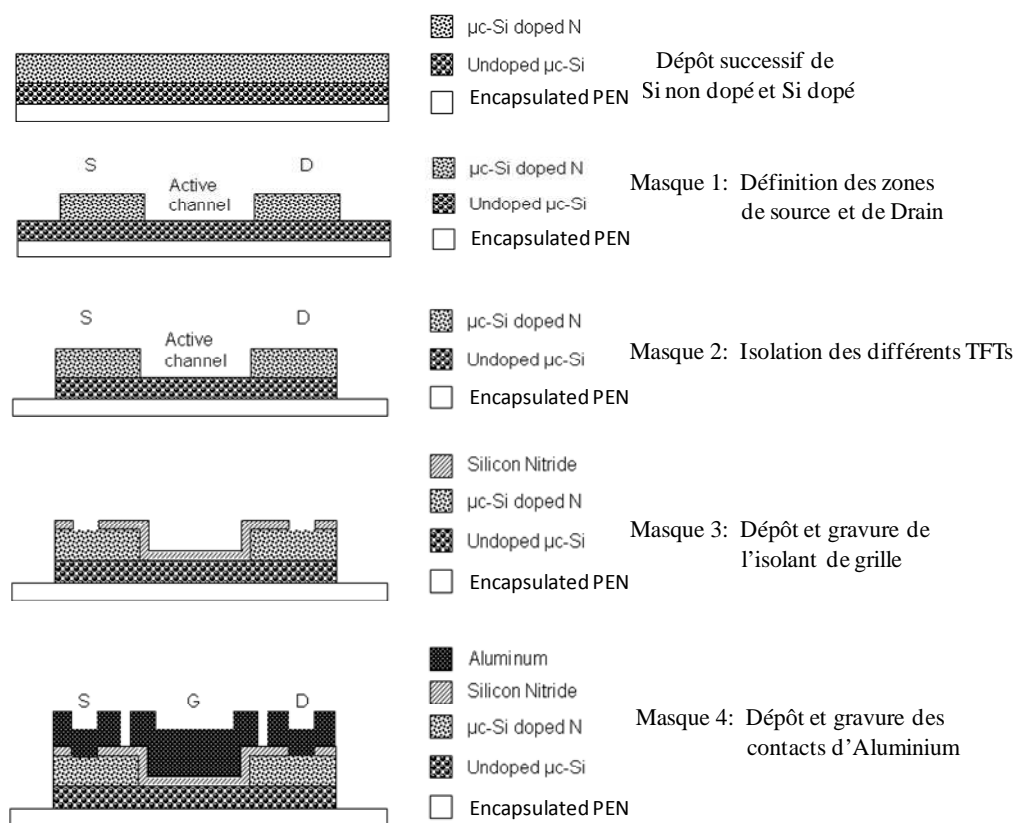 µc-Si doped N
Undoped µc-Si
Encapsulated PEN
Dépôt successif de
Si non dopé et Si dopé
S
D
Active
channel
µc-Si doped N
Undoped µc-Si
Encapsulated PEN
Masque 1: Définition des zones
de source et de Drain
S
D
Active
channel
µc-Si doped N
Undoped µc-Si
Encapsulated PEN
Masque 2: Isolation des différents TFTs
Silicon Nitride
µc-Si doped N
Undoped µc-Si
Encapsulated PEN
Masque 3: Dépôt et gravure de
l'isolant de grille
S
G
D
Aluminum
Silicon Nitride
µc-Si doped N
Undoped µc-Si
Encapsulated PEN
Masque 4: Dépôt et gravure des
contacts d'Aluminium